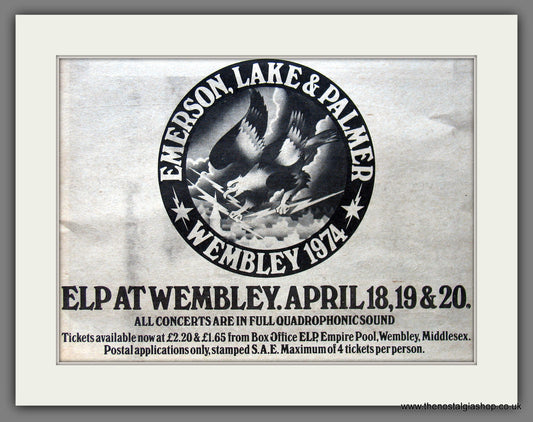 EMERSON, LAKE & PALMER
WEMBLEY 1974
ELP AT WEMBLEY. APRIL 18, 19 & 20.
ALL CONCERTS ARE IN FULL QUADROPHONIC SOUND
Tickets available now at £2.20 & £1.65 from Box Office ELP, Empire Pool, Wembley, Middlesex.
Postal applications only, stamped S.A.E. Maximum of 4 tickets per person.
www.thenostalgiashop.co.uk